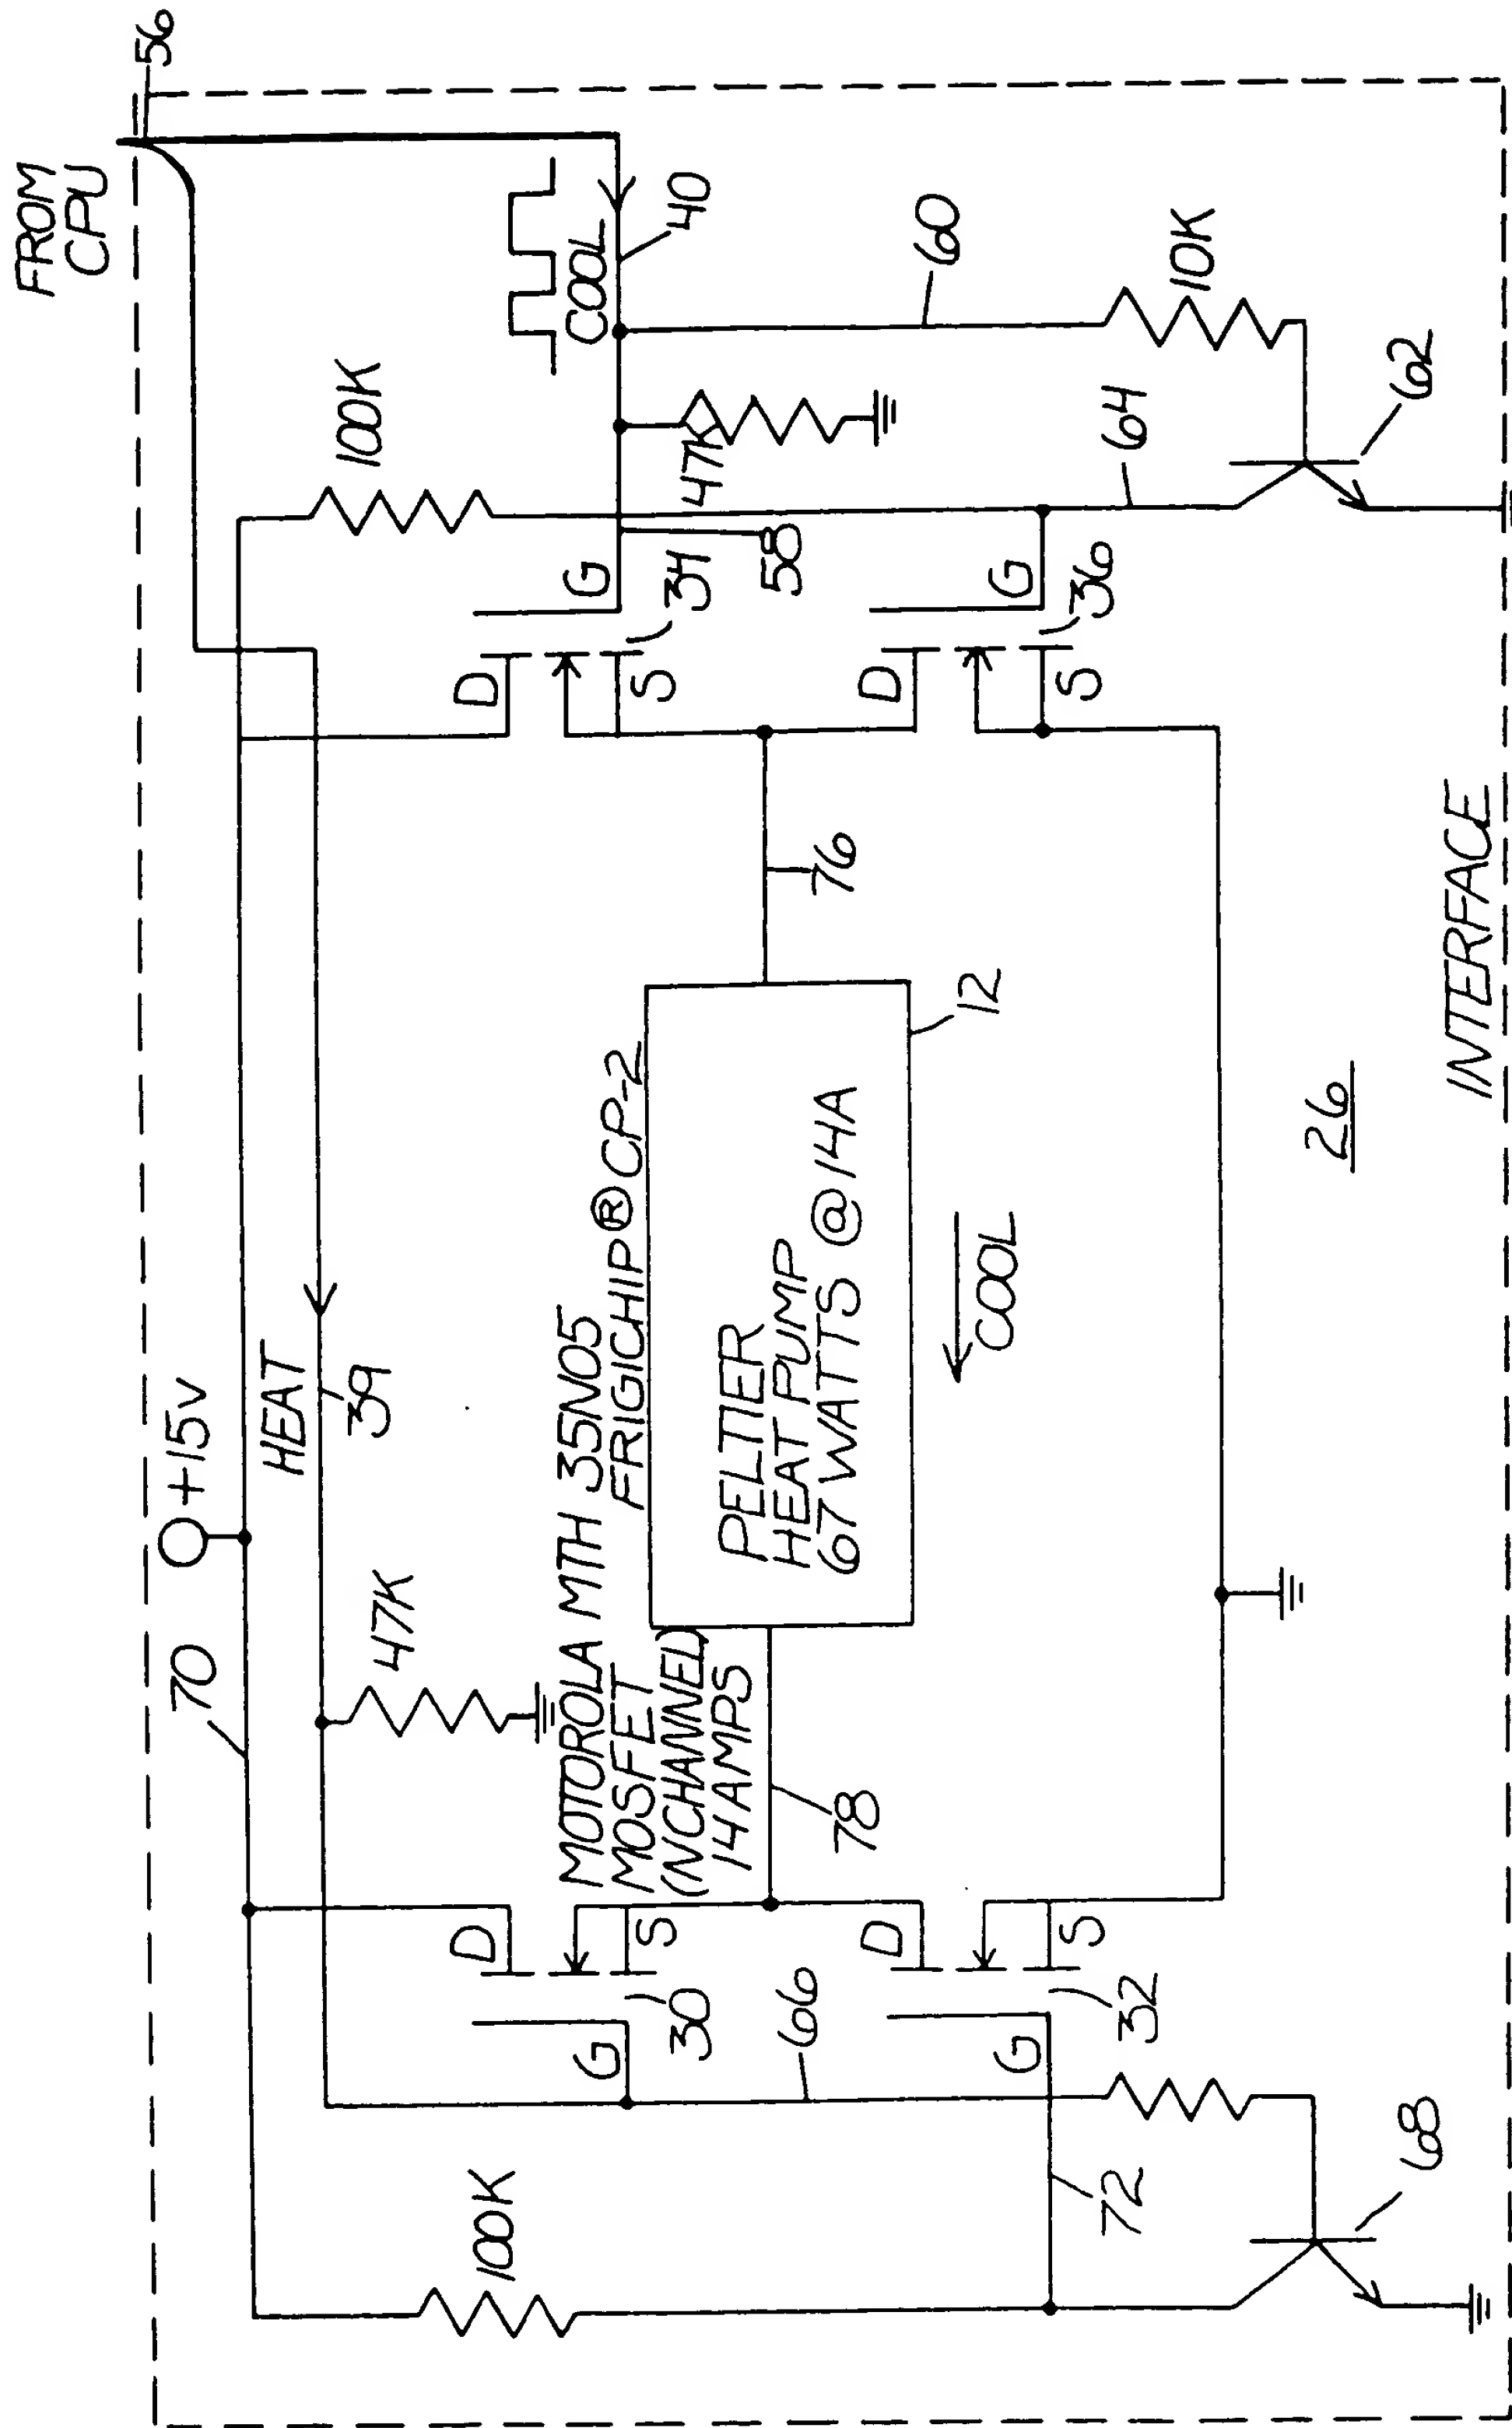 FROM
CPU
56
+15V
70
HEAT
39
100K
COOL
40
47K
47K
G
D
S
34
58
60
10K
MOTOROLA MTH 35N05
MOSFET
(NCHANNEL)
14 AMPS
FRIGICHIP® CP-2
PELTIER
HEAT PUMP
67 WATTS @ 14A
12
COOL
76
78
D
S
G
30
66
D
S
G
32
72
100K
68
D
G
S
36
64
62
26
INTERFACE